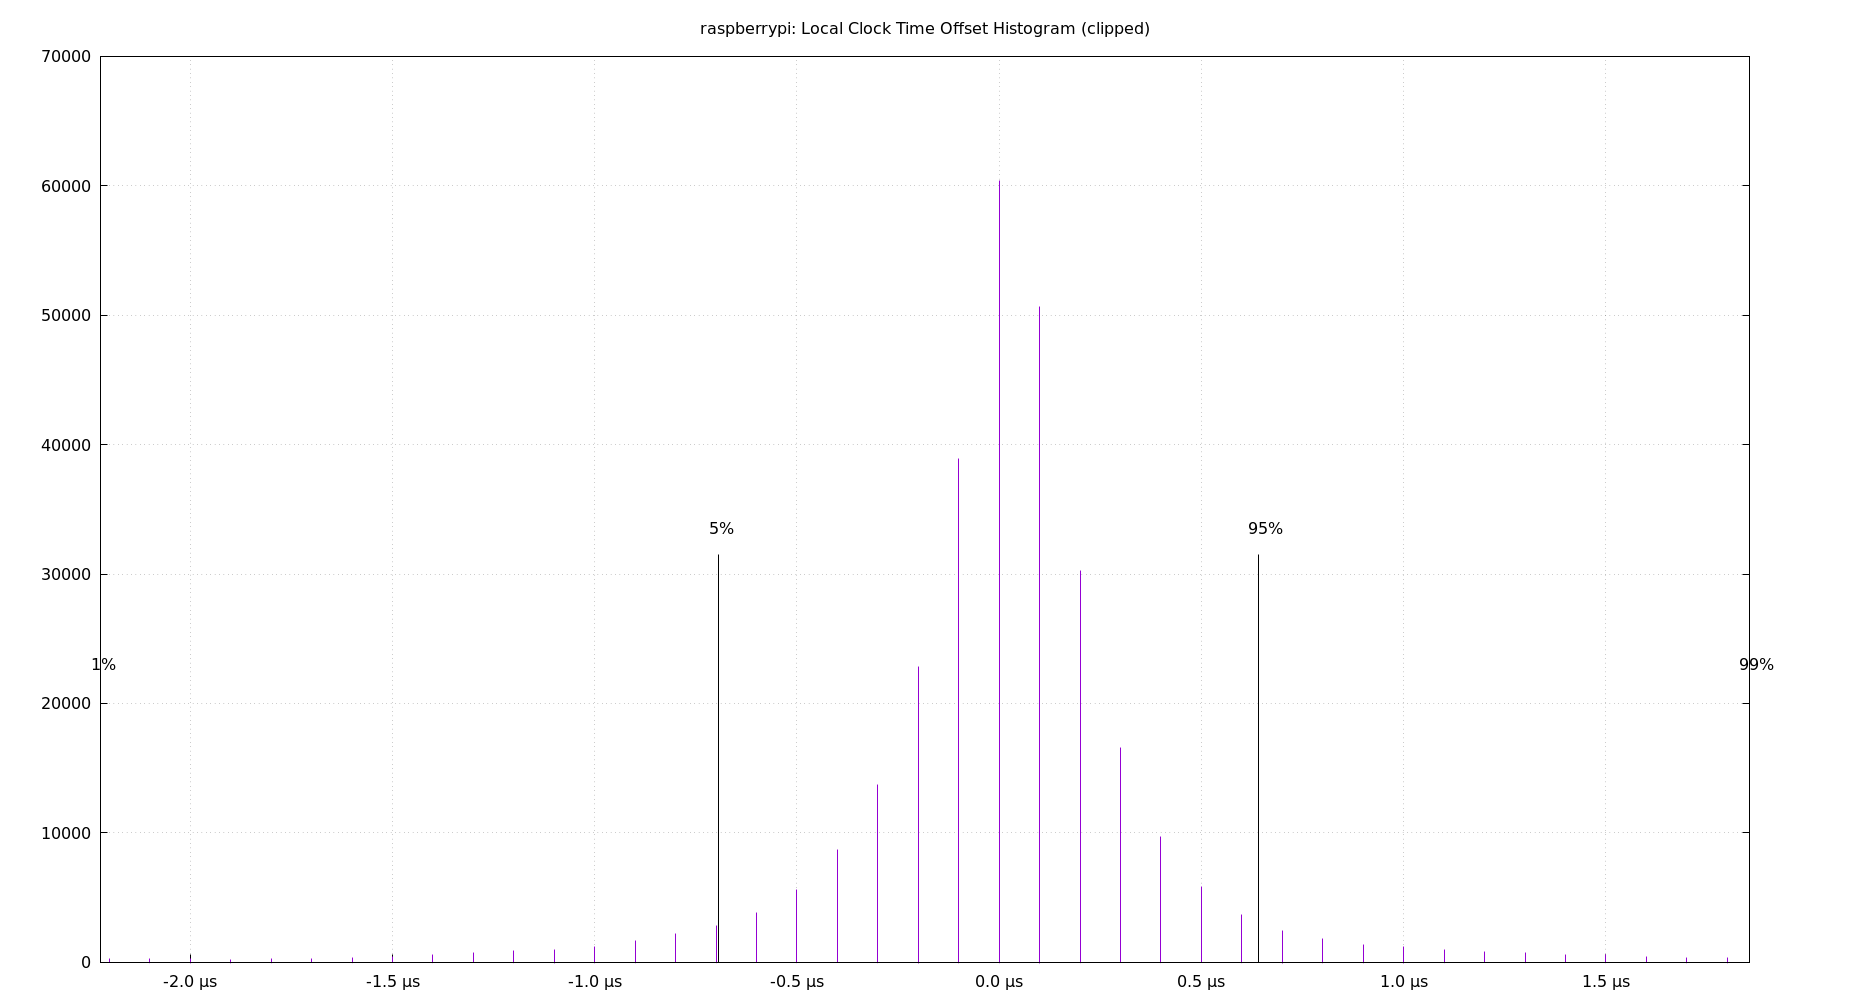 raspberrypi: Local Clock Time Offset Histogram (clipped)
70000
60000
50000
40000
5%
95%
30000
1%
99%
20000
10000
0
-2.0 µs
-1.5 µs
-1.0 µs
-0.5 µs
0.0 µs
0.5 µs
1.0 µs
1.5 µs